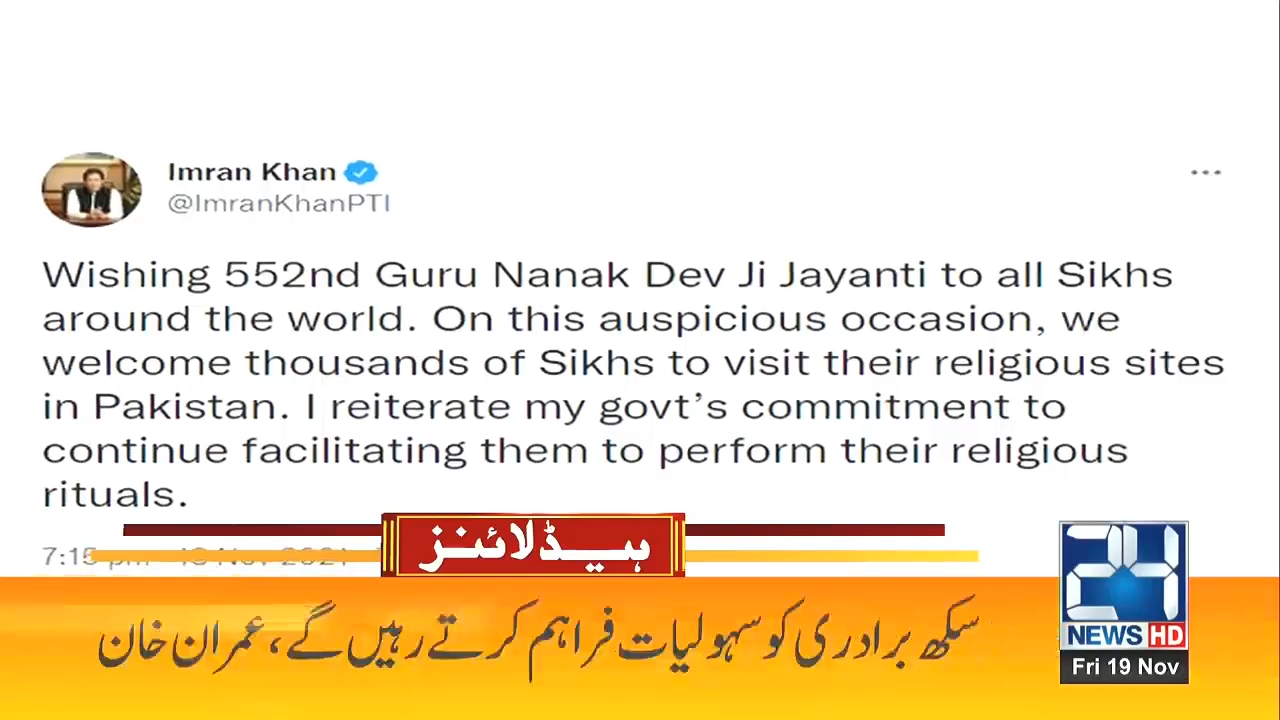 Imran Khan
@ImranKhanPTI
Wishing 552nd Guru Nanak Dev Ji Jayanti to all Sikhs
around the world. On this auspicious occasion, we
welcome thousands of Sikhs to visit their religious sites
in Pakistan. I reiterate my govt's commitment to
continue facilitating them to perform their religious
rituals.
ہیڈلائنز
سکھ برادری کو سہولیات فراہم کرتے رہیں گے، عمران خان
24
NEWS HD
Fri 19 Nov